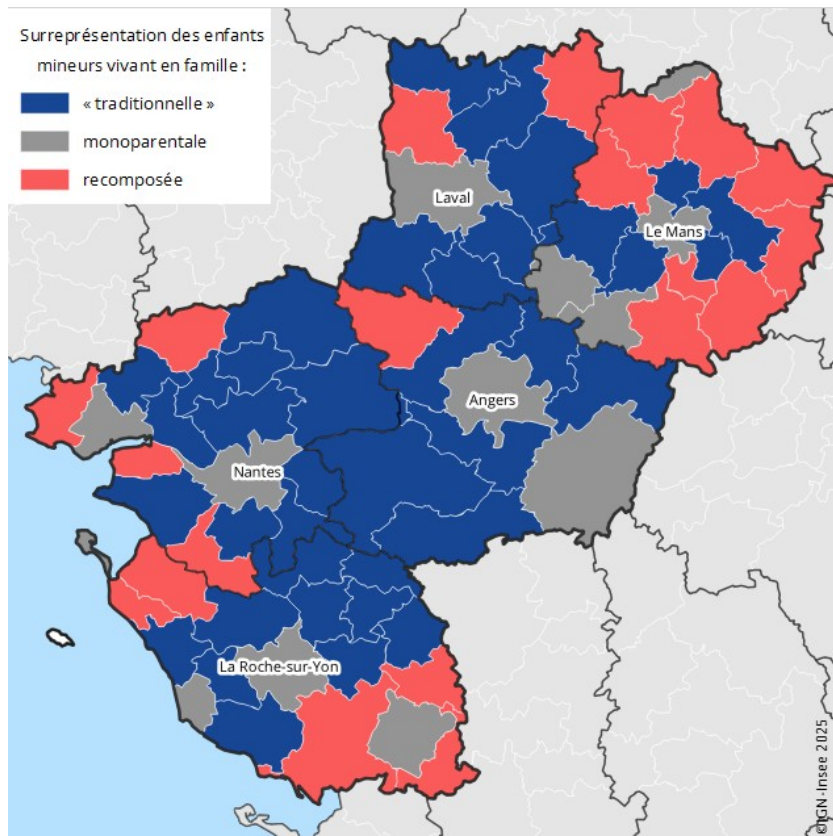 Surreprésentation des enfants
mineurs vivant en famille :
« traditionnelle »
monoparentale
recomposée
Laval
Le Mans
Angers
Nantes
La Roche-sur-Yon
©IGN-Insee 2025